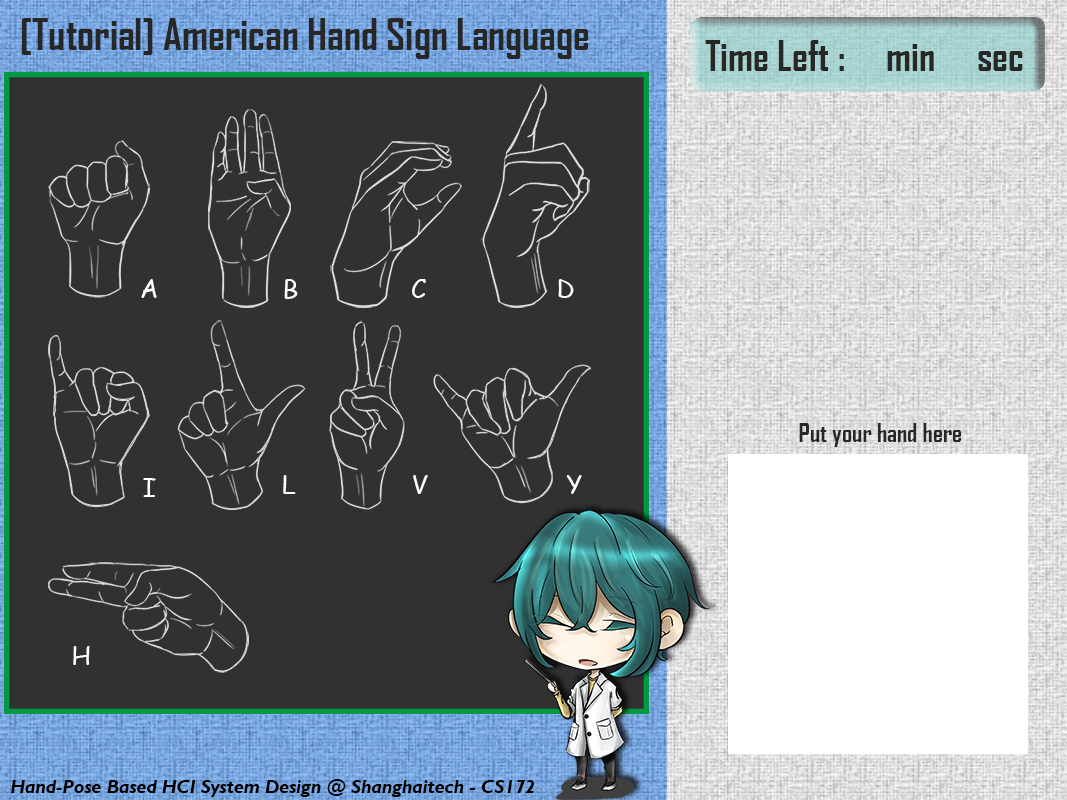 [Tutorial] American Hand Sign Language
Time Left : min sec
A B C D
I L V Y
Put your hand here
H
Hand-Pose Based HCI System Design @ Shanghaitech - CS172